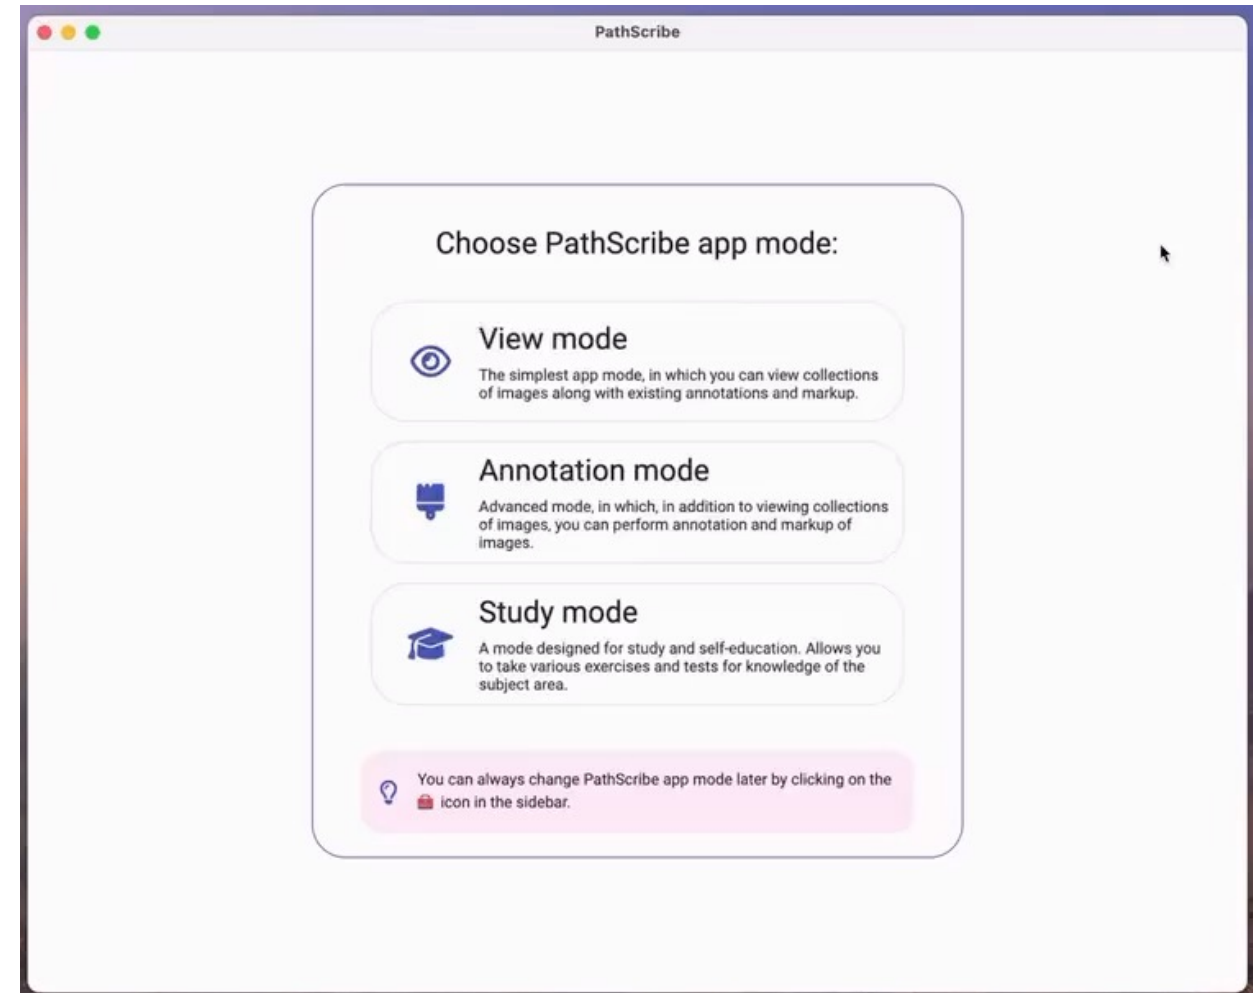 PathScribe
Choose PathScribe app mode:
View mode
The simplest app mode, in which you can view collections
of images along with existing annotations and markup.
Annotation mode
Advanced mode, in which, in addition to viewing collections
of images, you can perform annotation and markup of
images.
Study mode
A mode designed for study and self-education. Allows you
to take various exercises and tests for knowledge of the
subject area.
You can always change PathScribe app mode later by clicking on the
icon in the sidebar.